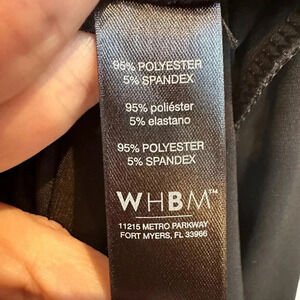 95% POLYESTER
5% SPANDEX
95% poliéster
5% elastano
95% POLYESTER
5% SPANDEX
WHBM™
11215 METRO PARKWAY
FORT MYERS, FL 33966